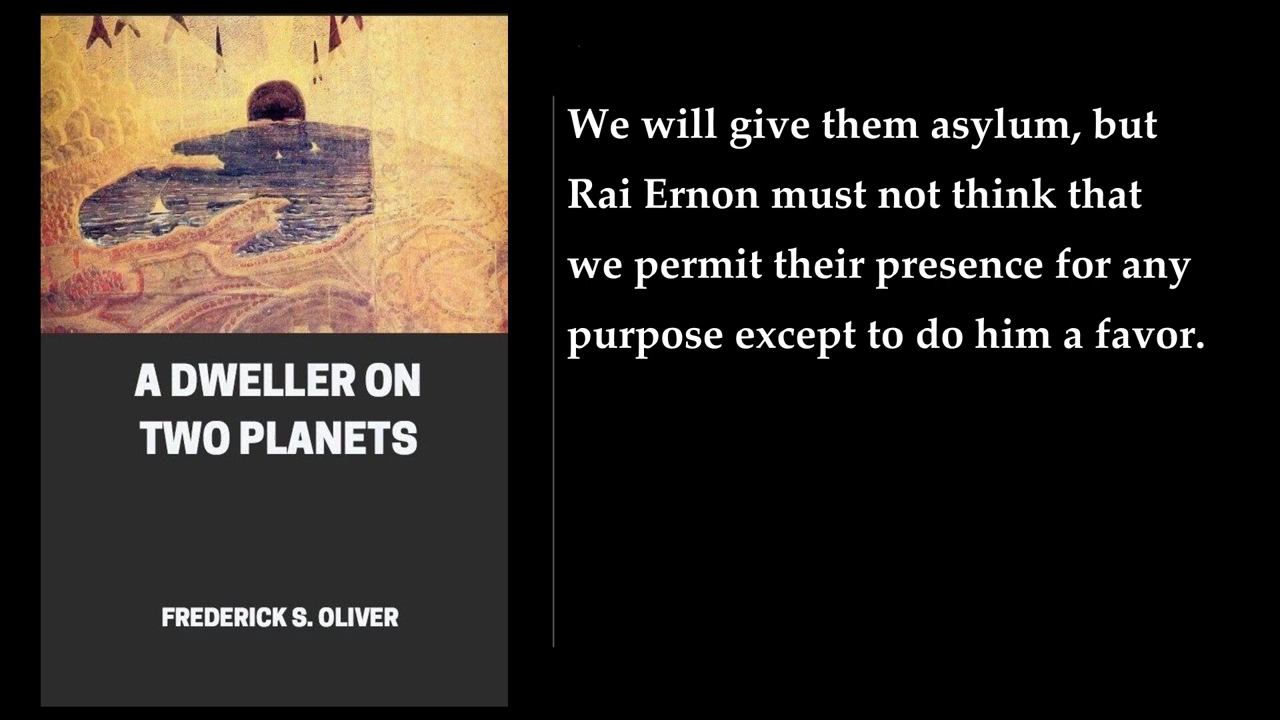 A DWELLER ON
TWO PLANETS
FREDERICK S. OLIVER
We will give them asylum, but
Rai Ernon must not think that
we permit their presence for any
purpose except to do him a favor.